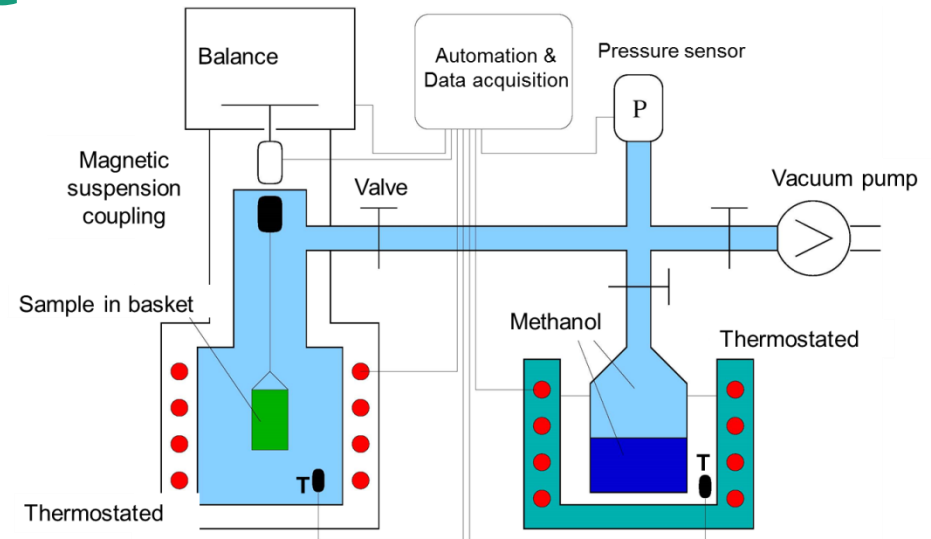 Balance
Automation &
Data acquisition
Pressure sensor
P
Magnetic
suspension
coupling
Valve
Vacuum pump
Sample in basket
Methanol
Thermostated
T
T
Thermostated